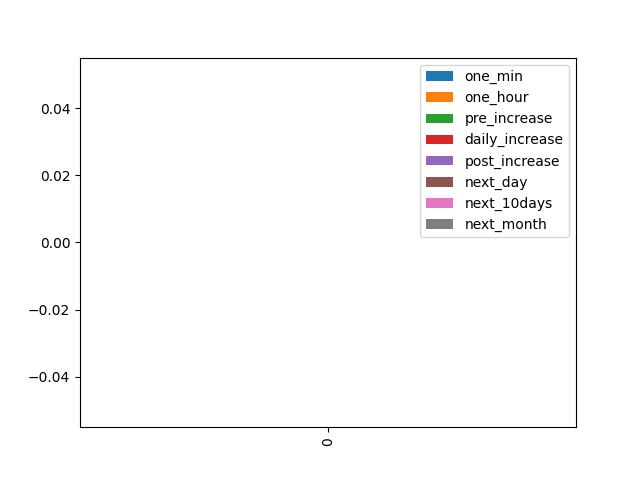 one_min
one_hour
pre_increase
daily_increase
post_increase
next_day
next_10days
next_month
0.04
0.02
0.00
−0.02
−0.04
0